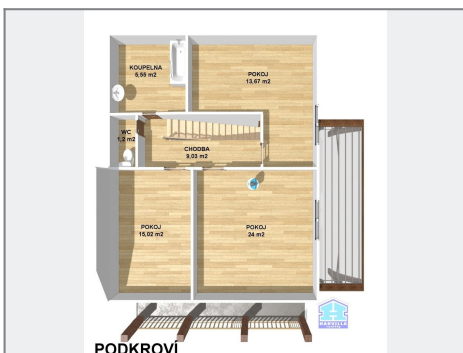 KOUPELNA
5,55 m2
POKOJ
13,67 m2
WC
1,2 m2
CHODBA
9,03 m2
POKOJ
15,02 m2
POKOJ
24 m2
PODKROVÍ